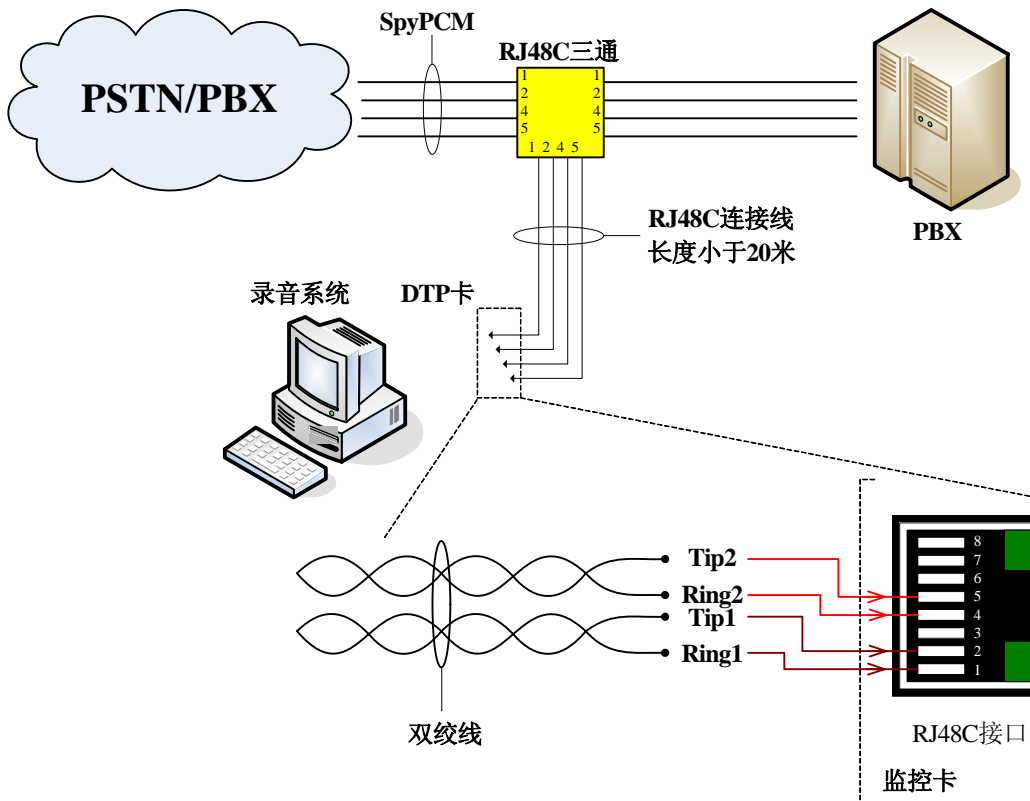 SpyPCM
RJ48C三通
PSTN/PBX
1 1
2 2
4 4
5 5
1 2 4 5
PBX
RJ48C连接线
长度小于20米
录音系统
DTP卡
Tip2
Ring2
Tip1
Ring1
8
7
6
5
4
3
2
1
双绞线
RJ48C接口
监控卡